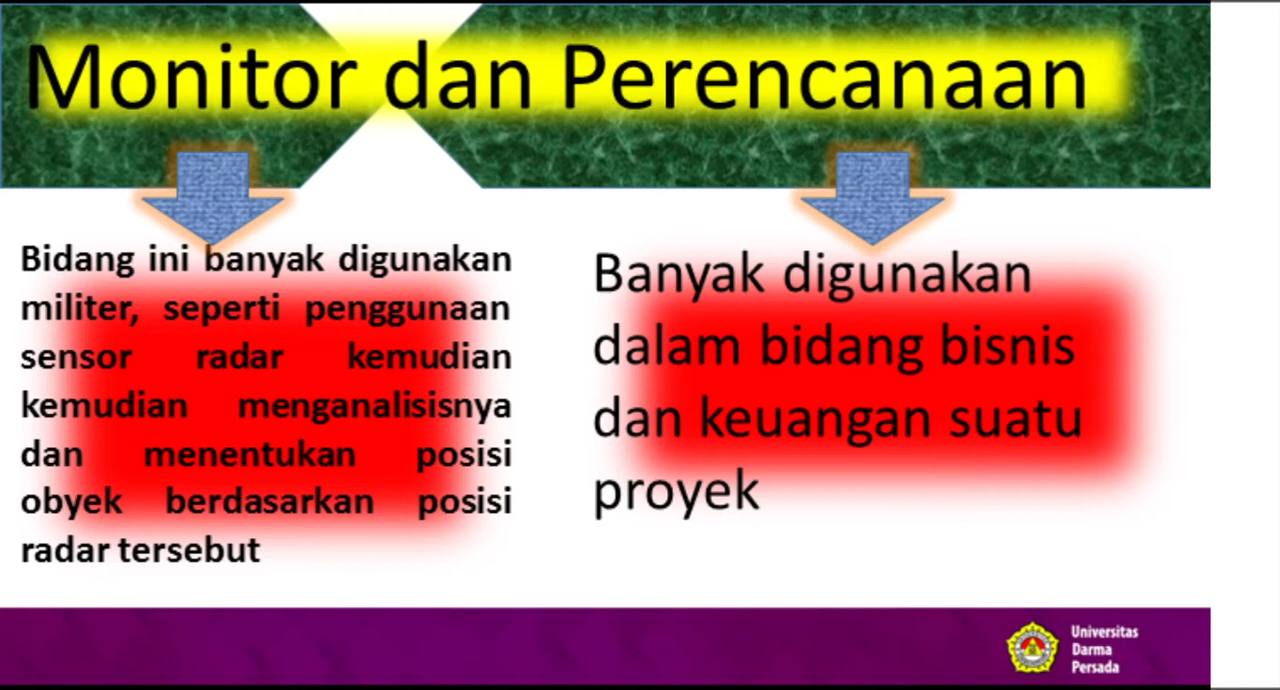 Monitor dan Perencanaan
Bidang ini banyak digunakan
militer, seperti penggunaan
sensor radar kemudian
kemudian menganalisisnya
dan menentukan posisi
obyek berdasarkan posisi
radar tersebut
Banyak digunakan
dalam bidang bisnis
dan keuangan suatu
proyek
Universitas
Darma
Persada